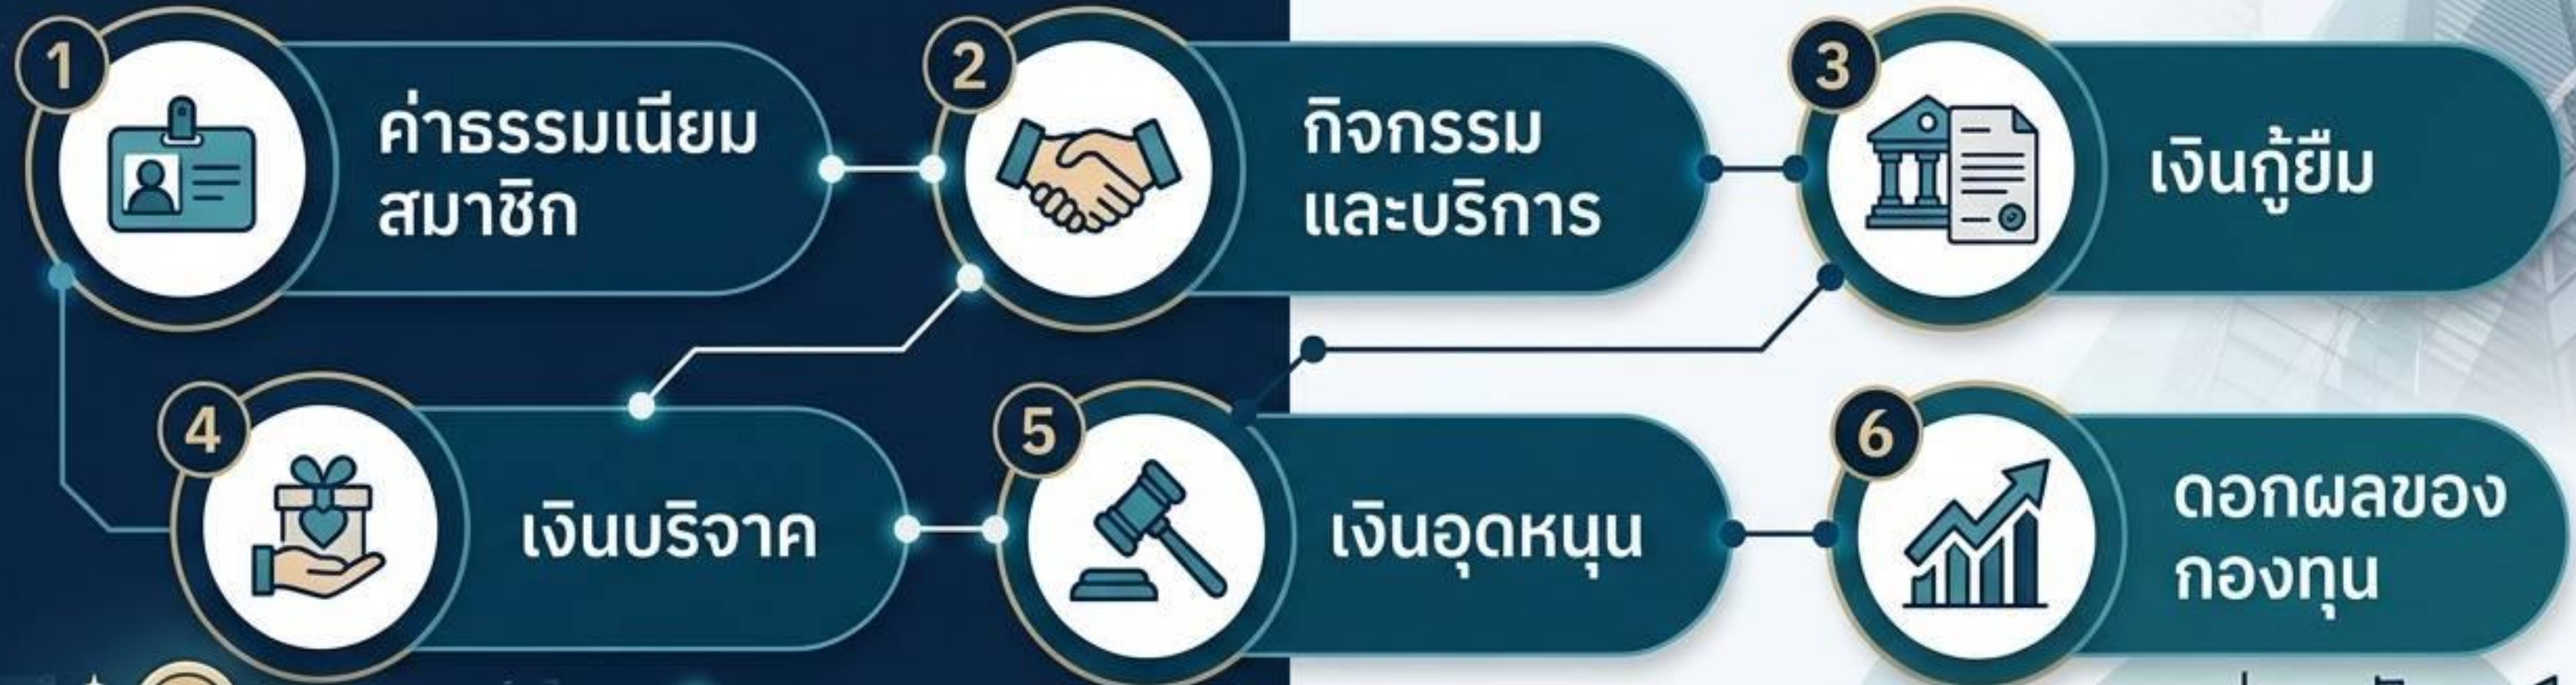 1
ค่าธรรมเนียม
สมาชิก
2
กิจกรรม
และบริการ
3
เงินกู้ยืม
4
เงินบริจาค
5
เงินอุดหนุน
6
ดอกผลของ
กองทุน